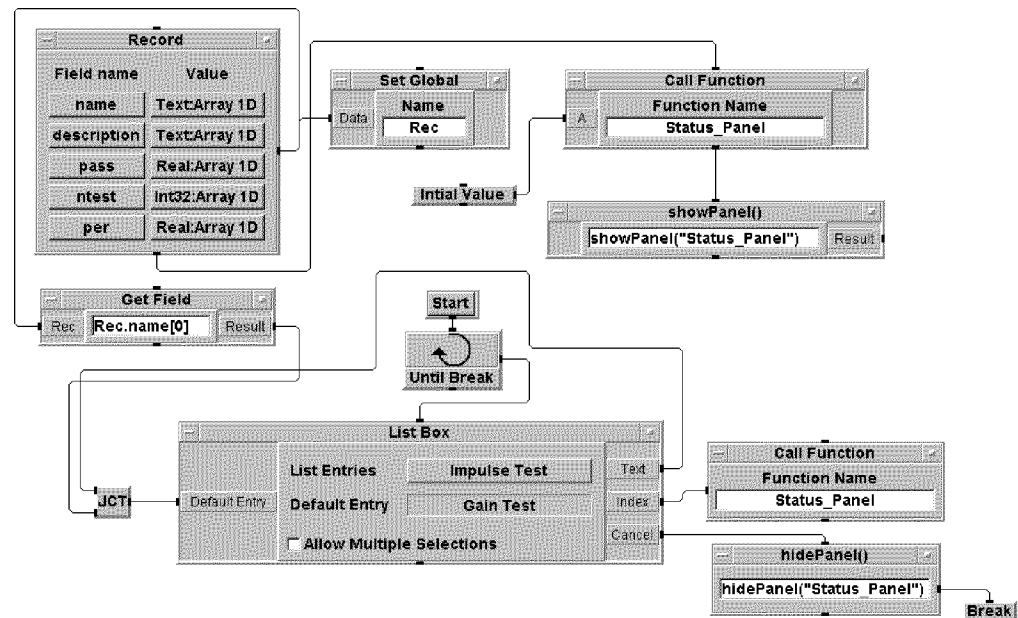 Record
Field name Value
name Text:Array 1D
description Text:Array 1D
pass Real:Array 1D
ntest Int32:Array 1D
per Real:Array 1D
Set Global
Name
Data
Rec
Call Function
Function Name
A
Status_Panel
Intial Value
showPanel()
showPanel("Status_Panel") Result
Get Field
Rec Rec.name[0] Result
Start
Until Break
List Box
List Entries Impulse Test Text
JCT Default Entry Default Entry Gain Test Index
Allow Multiple Selections Cancel
Call Function
Function Name
Status_Panel
hidePanel()
hidePanel("Status_Panel")
Break